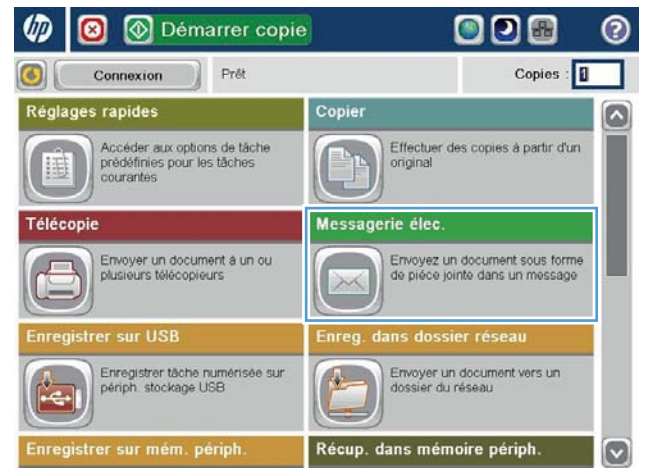 hp
Démarrer copie
?
Connexion
Prêt
Copies : 1
Réglages rapides
Accéder aux options de tâche
prédéfinies pour les tâches
courantes
Copier
Effectuer des copies à partir d'un
original
Télécopie
Envoyer un document à un ou
plusieurs télécopieurs
Messagerie élec.
Envoyez un document sous forme
de pièce jointe dans un message
Enregistrer sur USB
Enregistrer tâche numérisée sur
périph. stockage USB
Enreg. dans dossier réseau
Envoyer un document vers un
dossier du réseau
Enregistrer sur mém. périph.
Récup. dans mémoire périph.